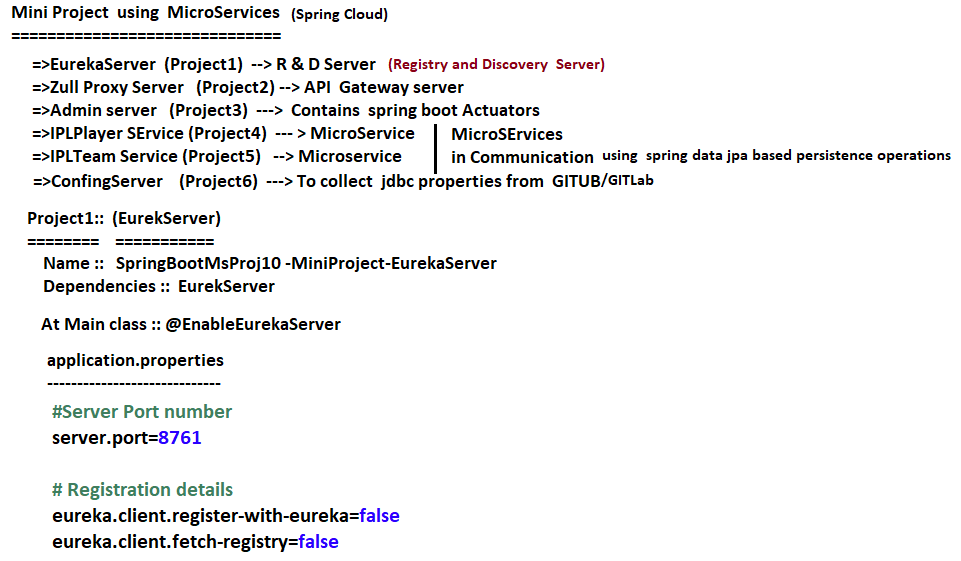 Mini Project using MicroServices (Spring Cloud)
==============================
=>EurekaServer (Project1) --> R & D Server (Registry and Discovery Server)
=>Zull Proxy Server (Project2) --> API Gateway server
=>Admin server (Project3) ---> Contains spring boot Actuators
=>IPLPlayer SErvice (Project4) --- > MicroService
=>IPLTeam Service (Project5) --> Microservice
MicroSErvices
in Communication using spring data jpa based persistence operations
=>ConfingServer (Project6) ---> To collect jdbc properties from GITUB/GITLab
Project1:: (EurekServer)
======== ===========
Name :: SpringBootMsProj10 -MiniProject-EurekaServer
Dependencies :: EurekServer
At Main class :: @EnableEurekaServer
application.properties
-----------------------------
#Server Port number
server.port=8761
# Registration details
eureka.client.register-with-eureka=false
eureka.client.fetch-registry=false